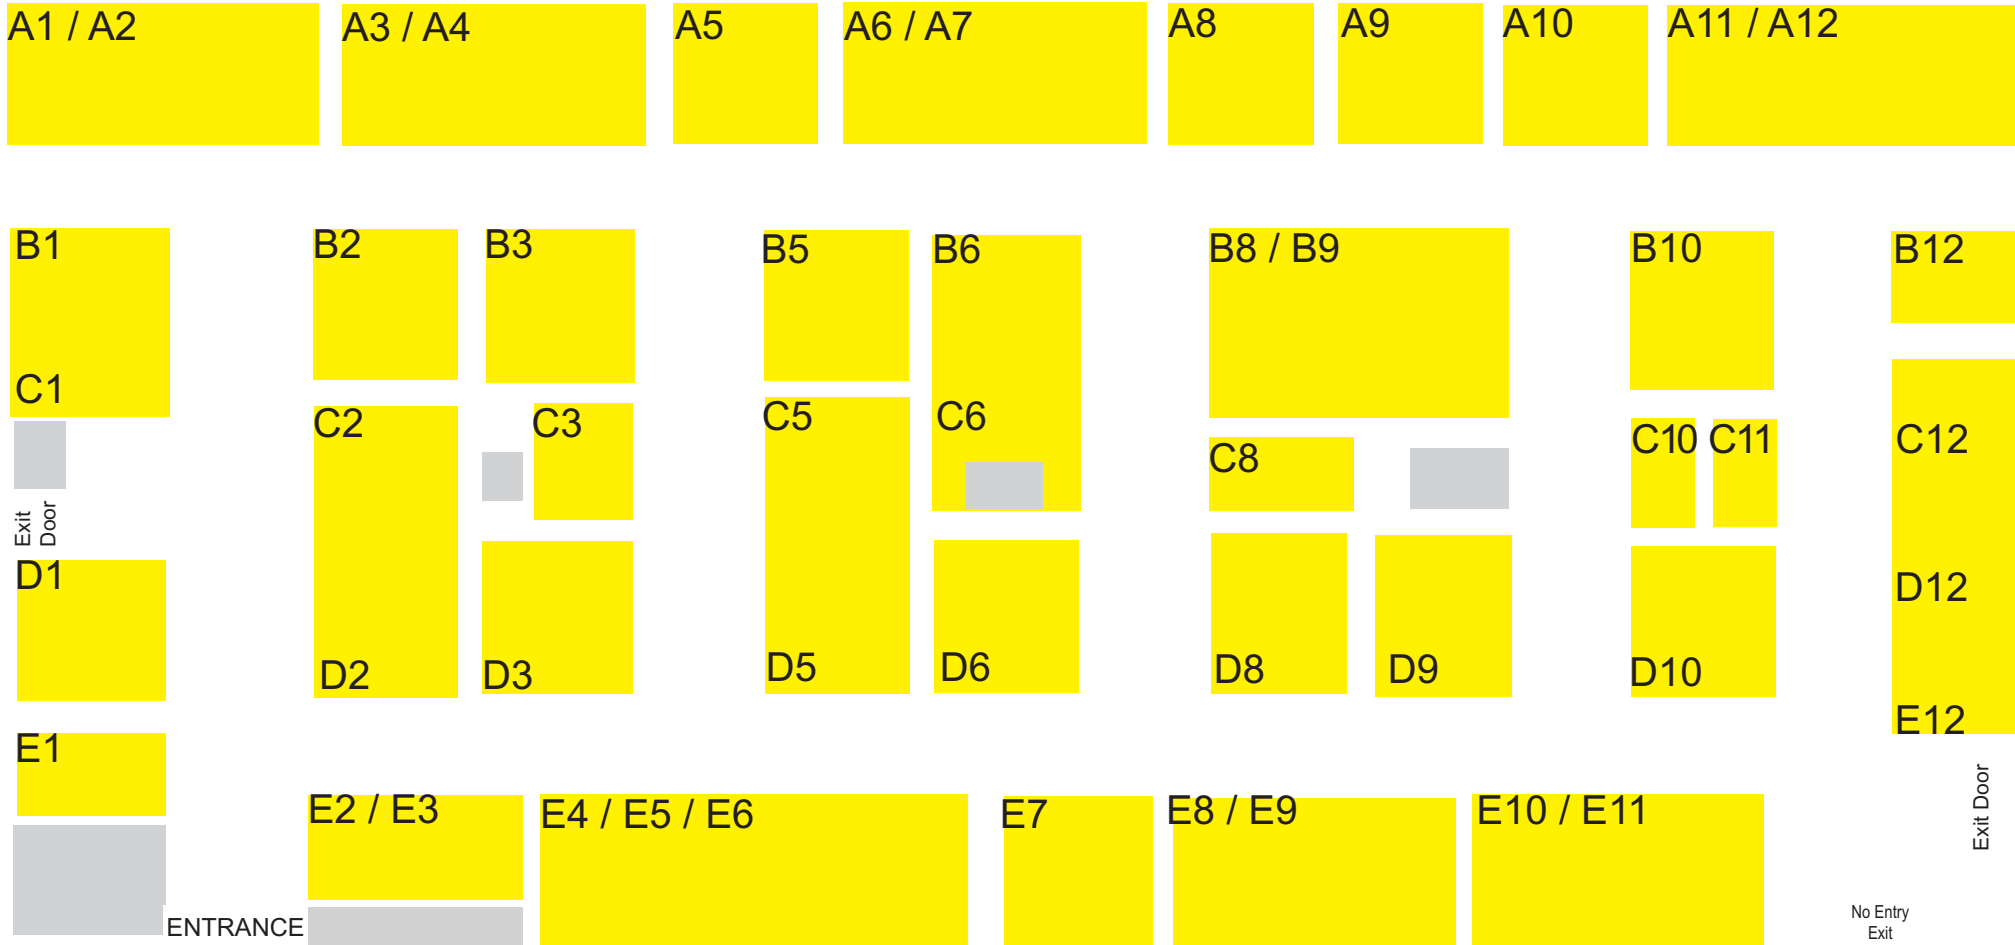 A1 / A2
A3 / A4
A5
A6 / A7
A8
A9
A10
A11 / A12
B1
B2
B3
B5
B6
B8 / B9
B10
B12
C1
C2
C3
C5
C6
C8
C10
C11
C12
Exit
Door
D1
D2
D3
D5
D6
D8
D9
D10
D12
E1
E12
E2 / E3
E4 / E5 / E6
E7
E8 / E9
E10 / E11
Exit Door
ENTRANCE
No Entry
Exit